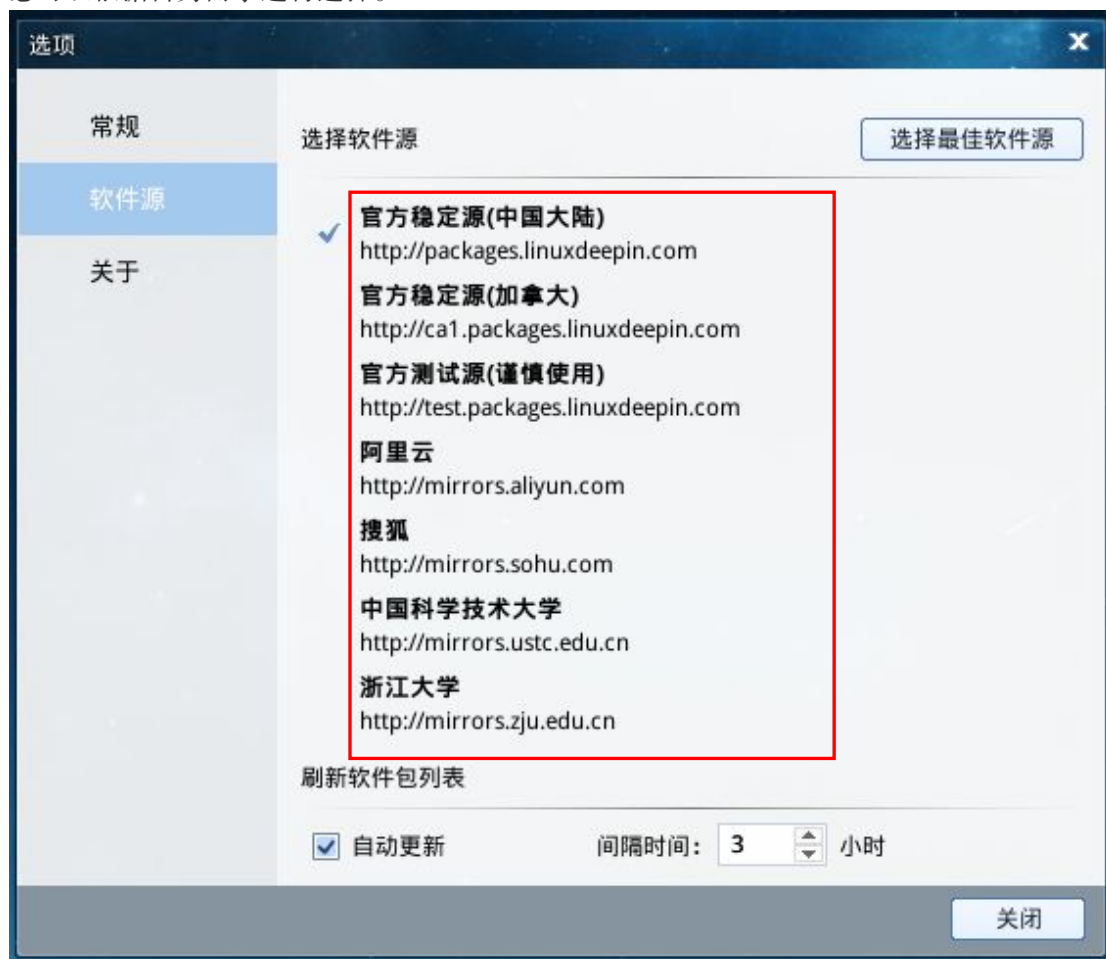 选项
常规
选择软件源
选择最佳软件源
软件源
关于
官方稳定源(中国大陆)
http://packages.linuxdeepin.com
官方稳定源(加拿大)
http://ca1.packages.linuxdeepin.com
官方测试源(谨慎使用)
http://test.packages.linuxdeepin.com
阿里云
http://mirrors.aliyun.com
搜狐
http://mirrors.sohu.com
中国科学技术大学
http://mirrors.ustc.edu.cn
浙江大学
http://mirrors.zju.edu.cn
刷新软件包列表
自动更新 间隔时间: 3 小时
关闭